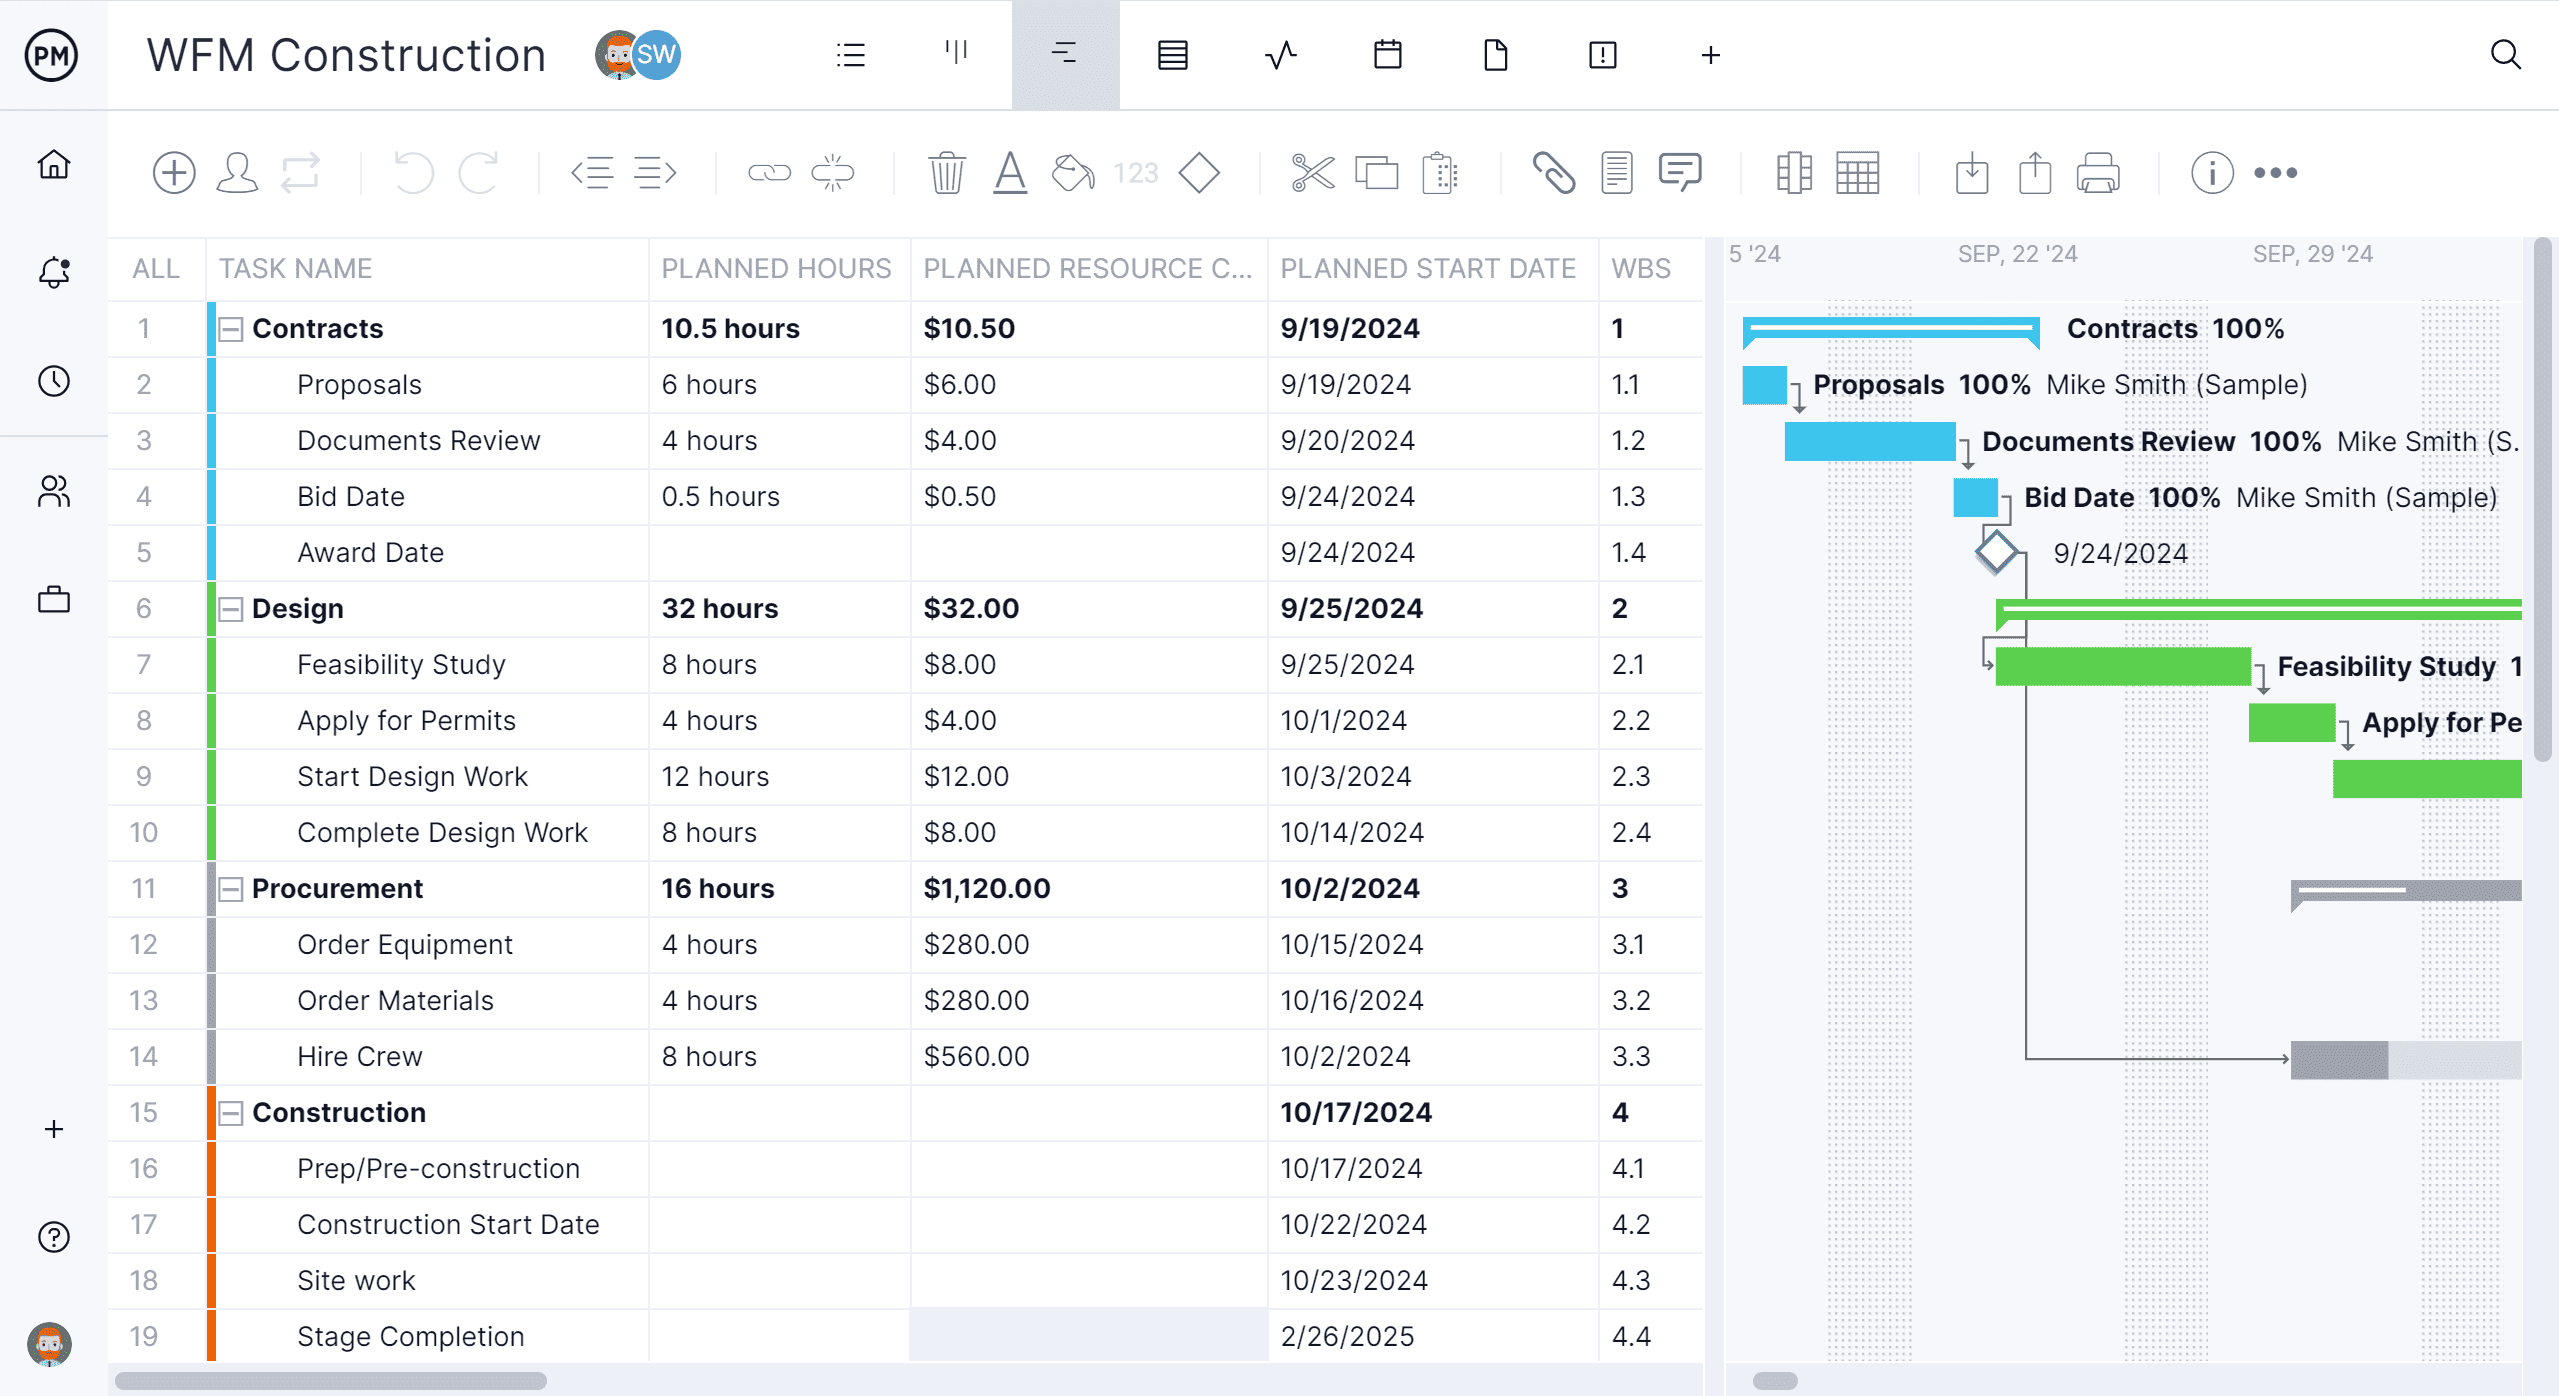 PM WFM Construction SW
123
ALL TASK NAME PLANNED HOURS PLANNED RESOURCE C... PLANNED START DATE WBS 5 '24 SEP, 22 '24 SEP, 29 '24
1 Contracts 10.5 hours $10.50 9/19/2024 1 Contracts 100%
2 Proposals 6 hours $6.00 9/19/2024 1.1 Proposals 100% Mike Smith (Sample)
3 Documents Review 4 hours $4.00 9/20/2024 1.2 Documents Review 100% Mike Smith (S.
4 Bid Date 0.5 hours $0.50 9/24/2024 1.3 Bid Date 100% Mike Smith (Sample)
5 Award Date 9/24/2024 1.4 9/24/2024
6 Design 32 hours $32.00 9/25/2024 2
7 Feasibility Study 8 hours $8.00 9/25/2024 2.1 Feasibility Study 1
8 Apply for Permits 4 hours $4.00 10/1/2024 2.2 Apply for Pe
9 Start Design Work 12 hours $12.00 10/3/2024 2.3
10 Complete Design Work 8 hours $8.00 10/14/2024 2.4
11 Procurement 16 hours $1,120.00 10/2/2024 3
12 Order Equipment 4 hours $280.00 10/15/2024 3.1
13 Order Materials 4 hours $280.00 10/16/2024 3.2
14 Hire Crew 8 hours $560.00 10/2/2024 3.3
15 Construction 10/17/2024 4
16 Prep/Pre-construction 10/17/2024 4.1
17 Construction Start Date 10/22/2024 4.2
18 Site work 10/23/2024 4.3
19 Stage Completion 2/26/2025 4.4